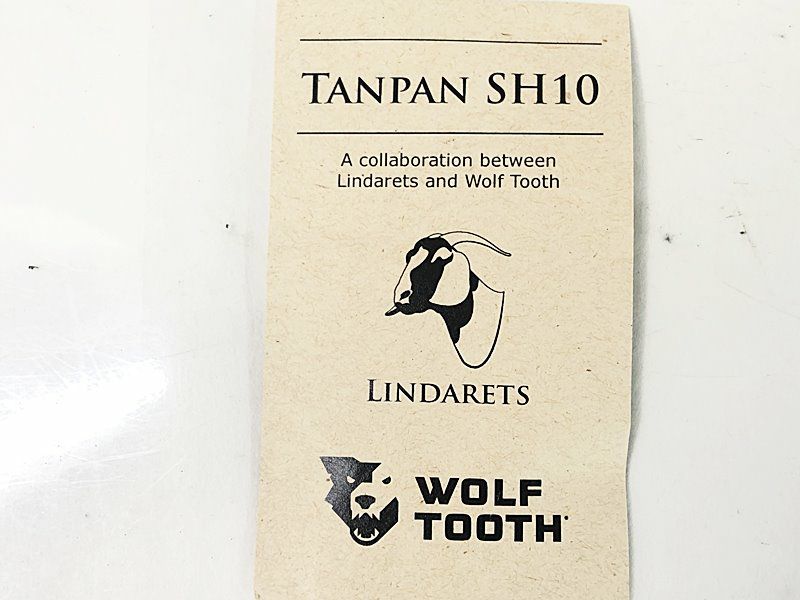 TANPAN SH10
A collaboration between
Lindarets and Wolf Tooth
LINDARETS
WOLF
TOOTH